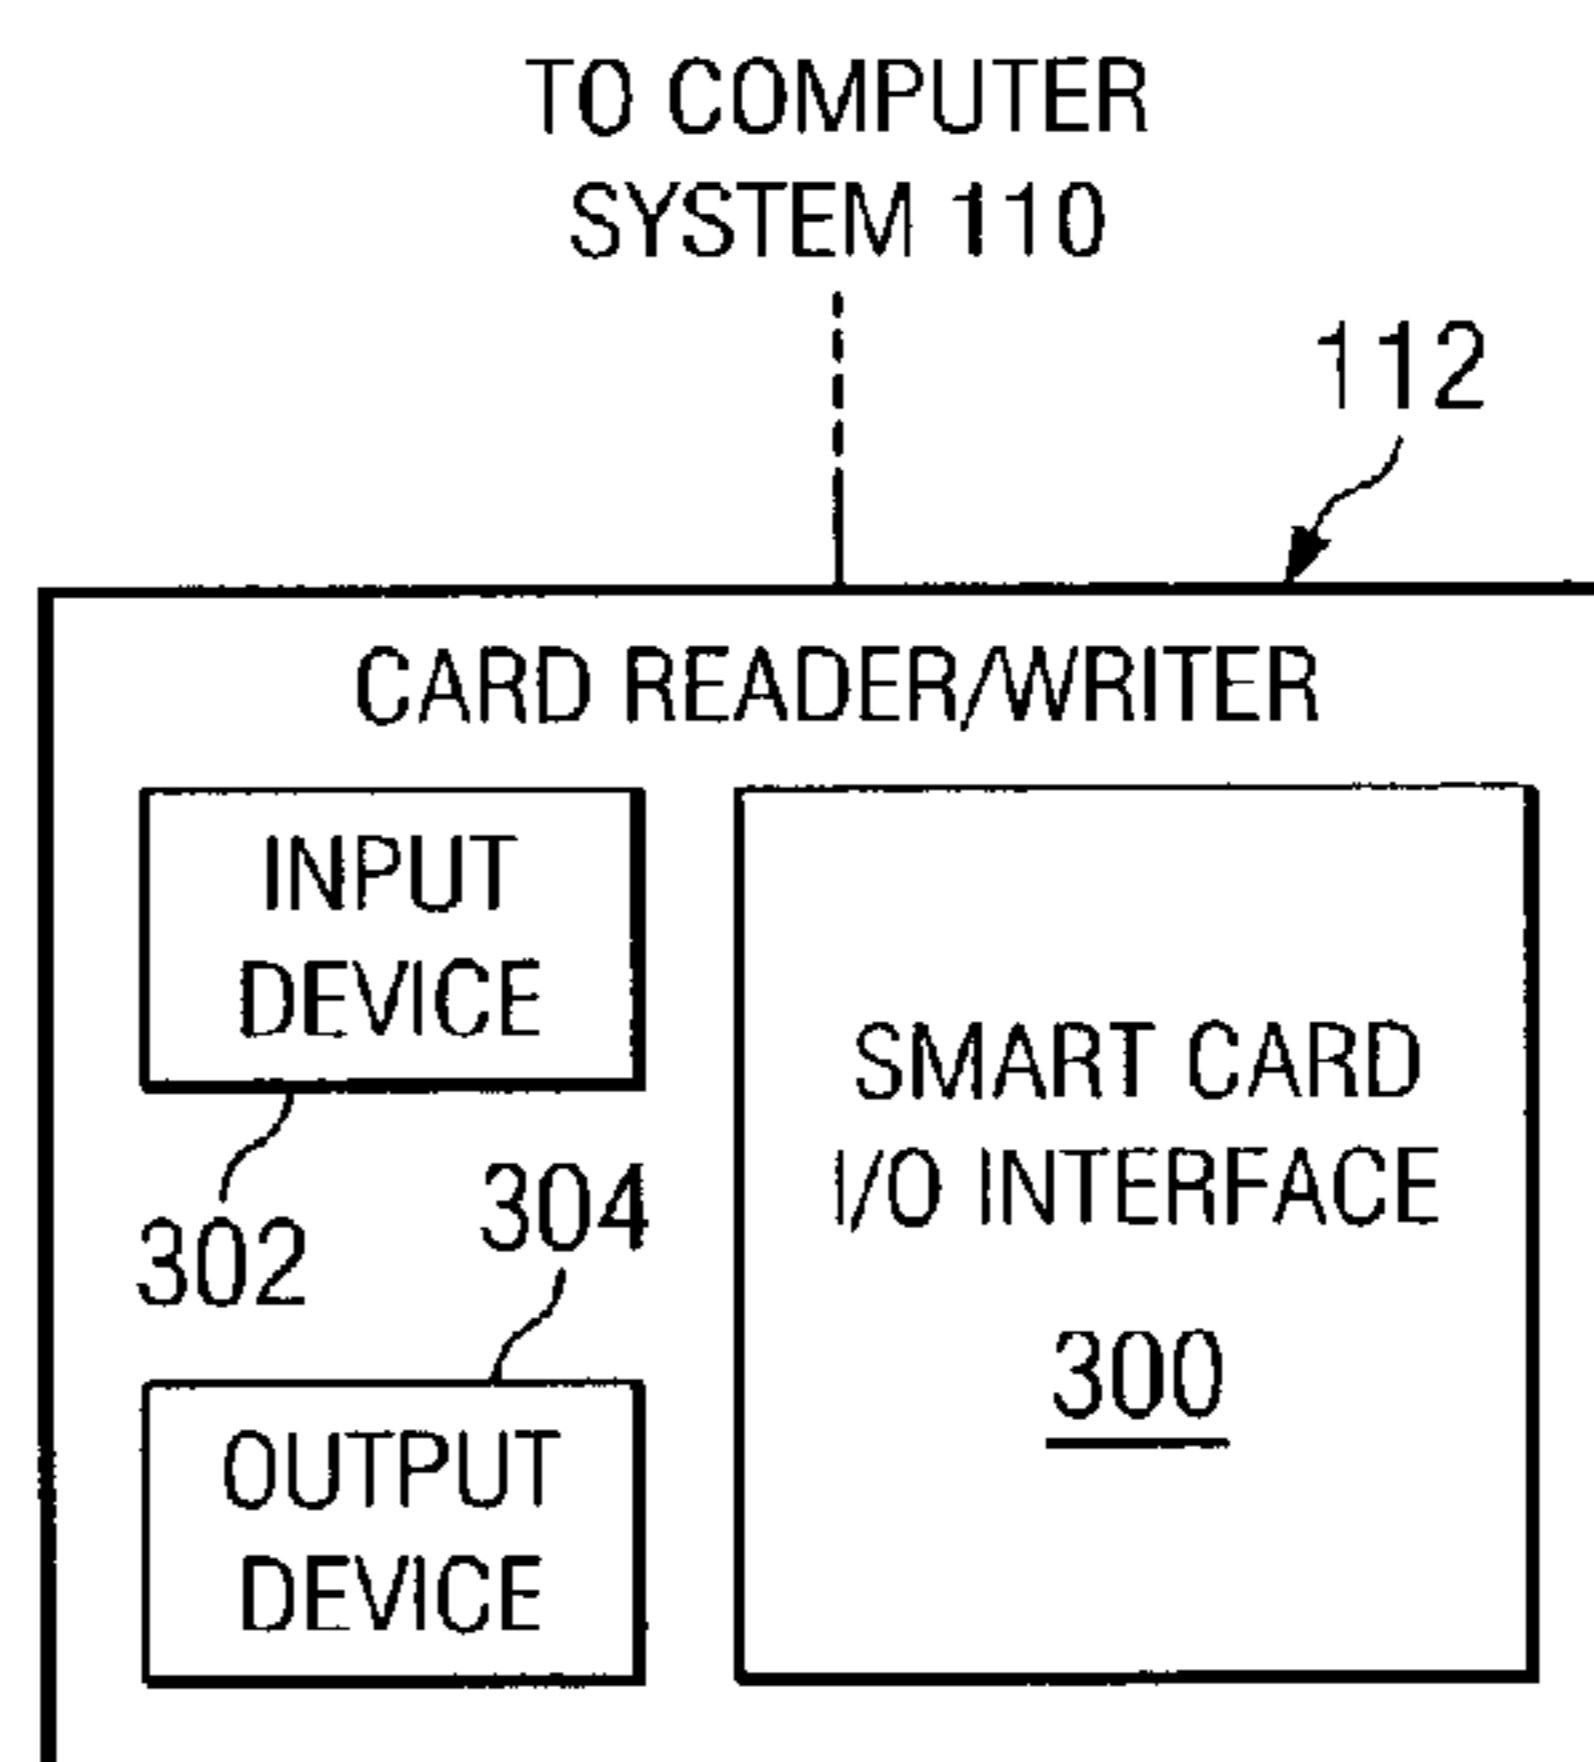 TO COMPUTER
SYSTEM 110
112
CARD READER/WRITER
INPUT
DEVICE
302
304
OUTPUT
DEVICE
SMART CARD
I/O INTERFACE
300